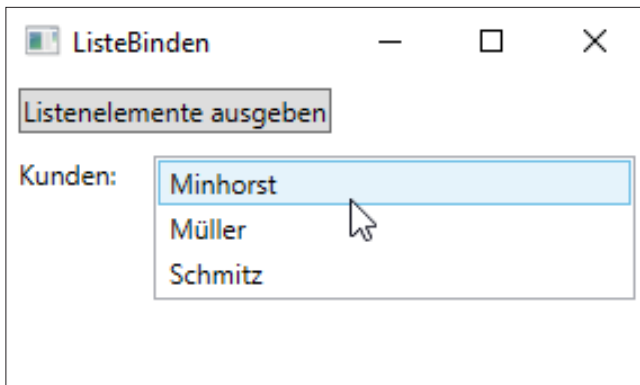 ListeBinden
Listenelemente ausgeben
Kunden:
Minhorst
Müller
Schmitz